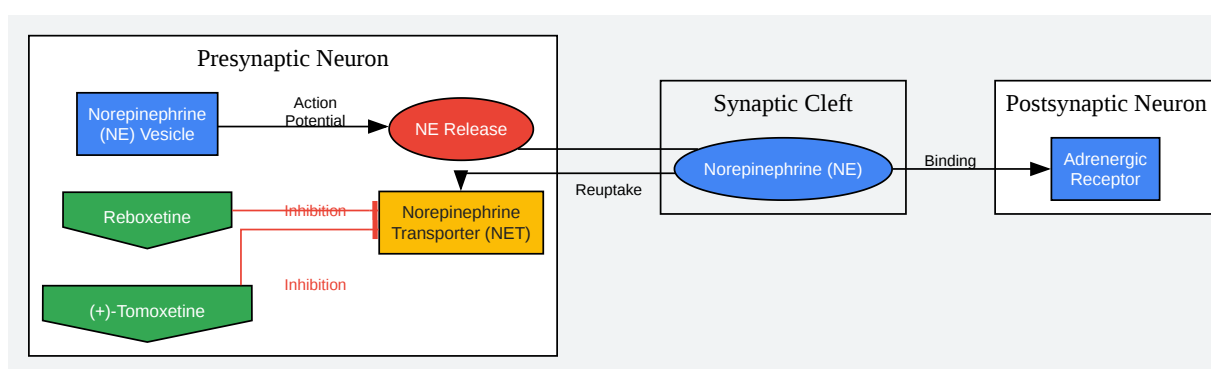 Presynaptic Neuron
Norepinephrine
(NE) Vesicle
Action
Potential
NE Release
Reboxetine
Inhibition
Norepinephrine
Transporter (NET)
(+)-Tomoxetine
Inhibition
Reuptake
Synaptic Cleft
Norepinephrine (NE)
Binding
Postsynaptic Neuron
Adrenergic
Receptor